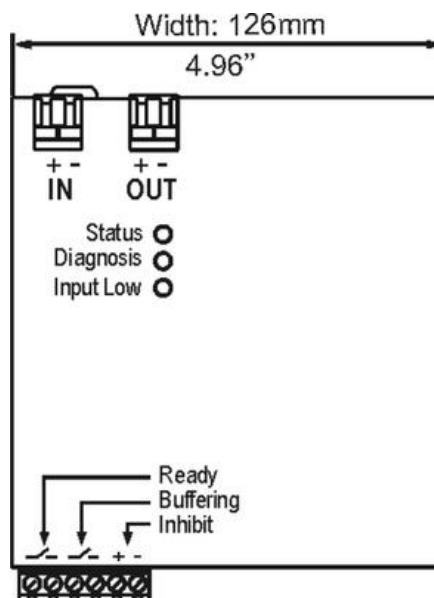 Width: 126mm
4.96”
+ - + -
IN OUT
Status
Diagnosis
Input Low
Ready
Buffering
Inhibit
+ -